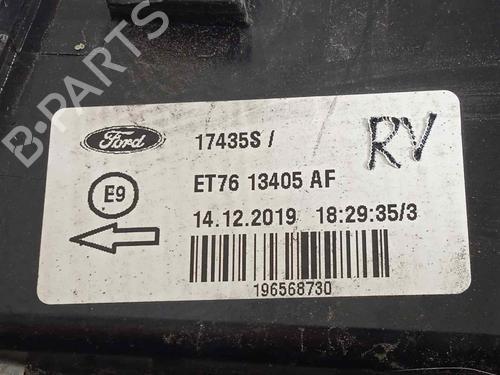 B-PARTS
Ford
17435S /
RV
E9
ET76 13405 AF
14.12.2019 18:29:35/3
196568730